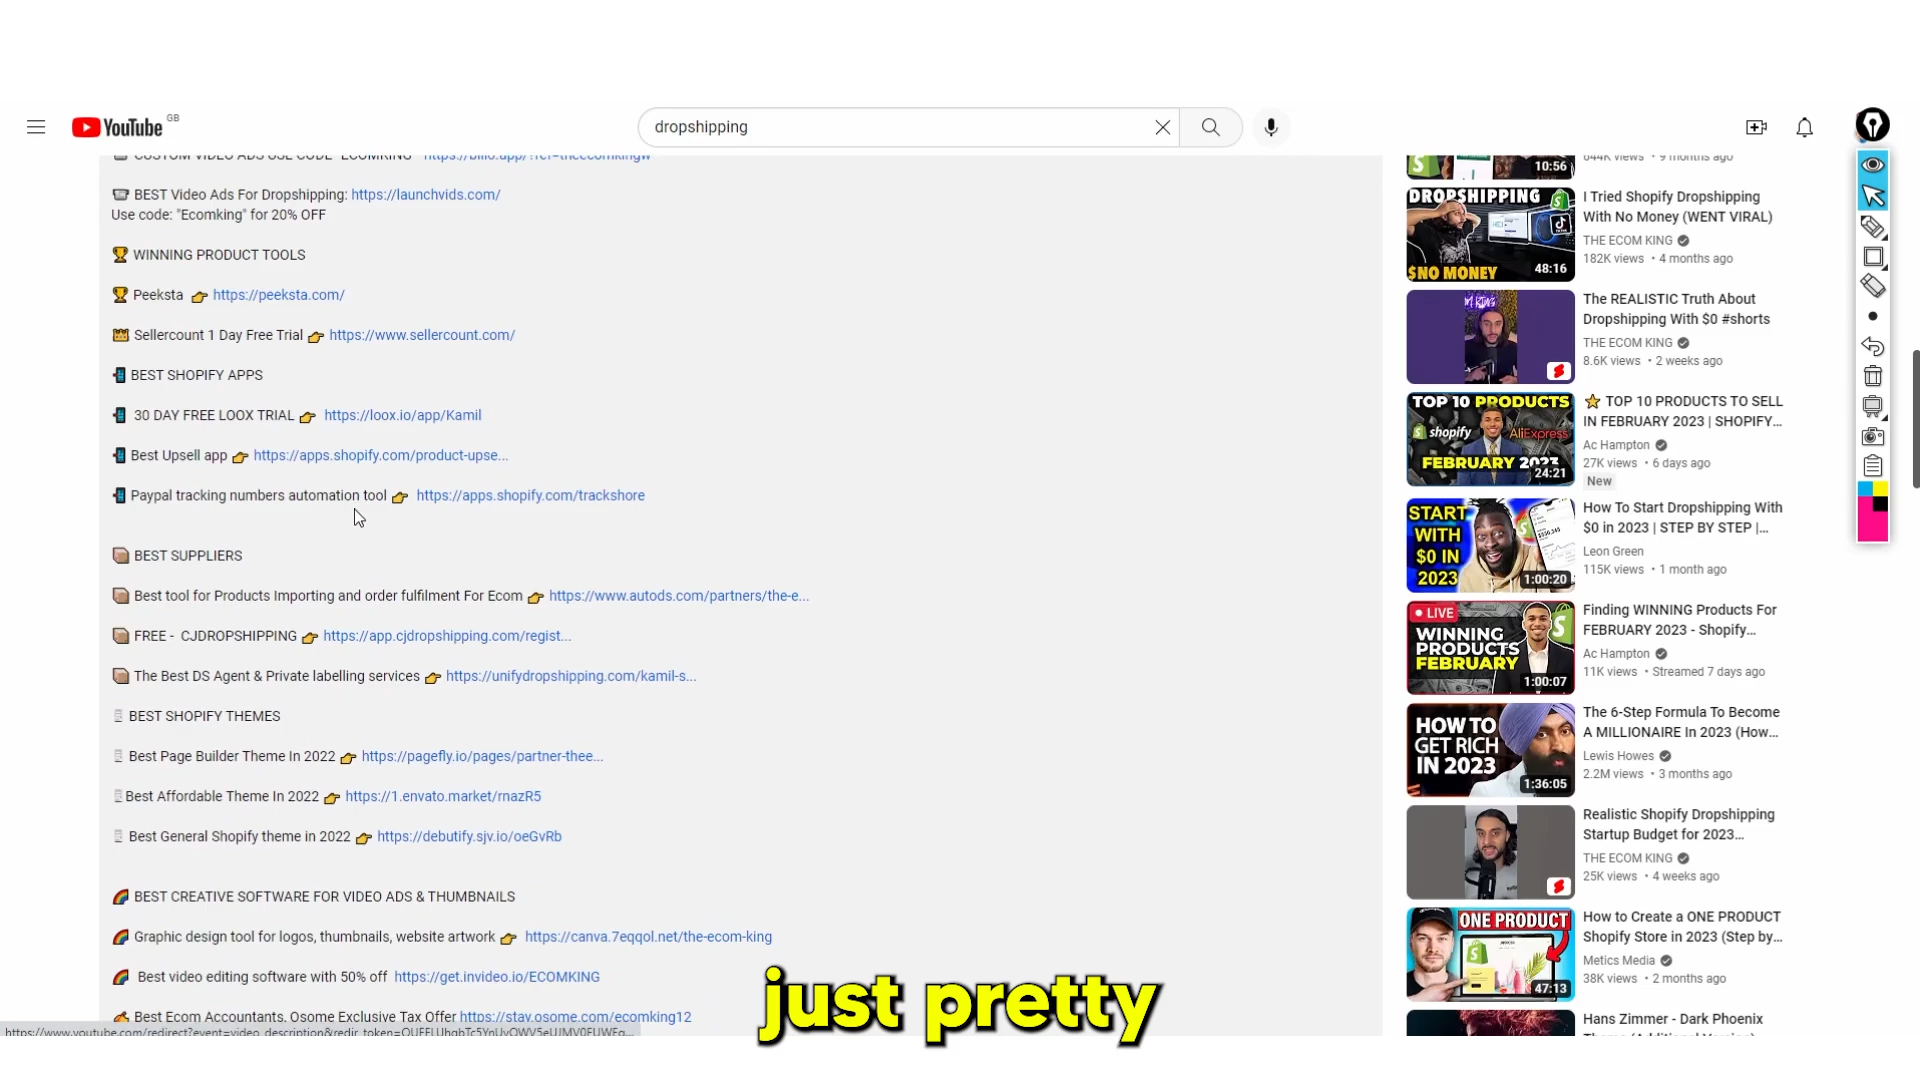 YouTube GB
dropshipping
CUSTOM VIDEO ADS USE CODE "ECOMKING" https://billo.app/?ref=theecomkingw
BEST Video Ads For Dropshipping: https://launchvids.com/
Use code: "Ecomking" for 20% OFF
WINNING PRODUCT TOOLS
Peeksta https://peeksta.com/
Sellercount 1 Day Free Trial https://www.sellercount.com/
BEST SHOPIFY APPS
30 DAY FREE LOOX TRIAL https://loox.io/app/Kamil
Best Upsell app https://apps.shopify.com/product-upse...
Paypal tracking numbers automation tool https://apps.shopify.com/trackshore
BEST SUPPLIERS
Best tool for Products Importing and order fulfilment For Ecom https://www.autods.com/partners/the-e...
FREE - CJDROPSHIPPING https://app.cjdropshipping.com/regist...
The Best DS Agent & Private labelling services https://unifydropshipping.com/kamil-s...
BEST SHOPIFY THEMES
Best Page Builder Theme In 2022 https://pagefly.io/pages/partner-thee...
Best Affordable Theme In 2022 https://1.envato.market/rnazR5
Best General Shopify theme in 2022 https://debutify.sjv.io/oeGvRb
BEST CREATIVE SOFTWARE FOR VIDEO ADS & THUMBNAILS
Graphic design tool for logos, thumbnails, website artwork https://canva.7eqqol.net/the-ecom-king
Best video editing software with 50% off https://get.invideo.io/ECOMKING
Best Ecom Accountants. Osome Exclusive Tax Offer https://stay.osome.com/ecomking12
just pretty
10:56
644K views • 9 months ago
DROPSHIPPING
$NO MONEY
48:16
I Tried Shopify Dropshipping
With No Money (WENT VIRAL)
THE ECOM KING
182K views • 4 months ago
The REALISTIC Truth About
Dropshipping With $0 #shorts
THE ECOM KING
8.6K views • 2 weeks ago
TOP 10 PRODUCTS
shopify
AliExpress
FEBRUARY 2023
24:21
TOP 10 PRODUCTS TO SELL
IN FEBRUARY 2023 | SHOPIFY...
Ac Hampton
27K views • 6 days ago
New
START
WITH
$0 IN
2023
1:00:20
How To Start Dropshipping With
$0 in 2023 | STEP BY STEP |...
Leon Green
115K views • 1 month ago
LIVE
WINNING
PRODUCTS
FEBRUARY
1:00:07
Finding WINNING Products For
FEBRUARY 2023 - Shopify...
Ac Hampton
11K views • Streamed 7 days ago
HOW TO
GET RICH
IN 2023
1:36:05
The 6-Step Formula To Become
A MILLIONAIRE In 2023 (How...
Lewis Howes
2.2M views • 3 months ago
Realistic Shopify Dropshipping
Startup Budget for 2023...
THE ECOM KING
25K views • 4 weeks ago
ONE PRODUCT
47:13
How to Create a ONE PRODUCT
Shopify Store in 2023 (Step by...
Metics Media
38K views • 2 months ago
Hans Zimmer - Dark Phoenix